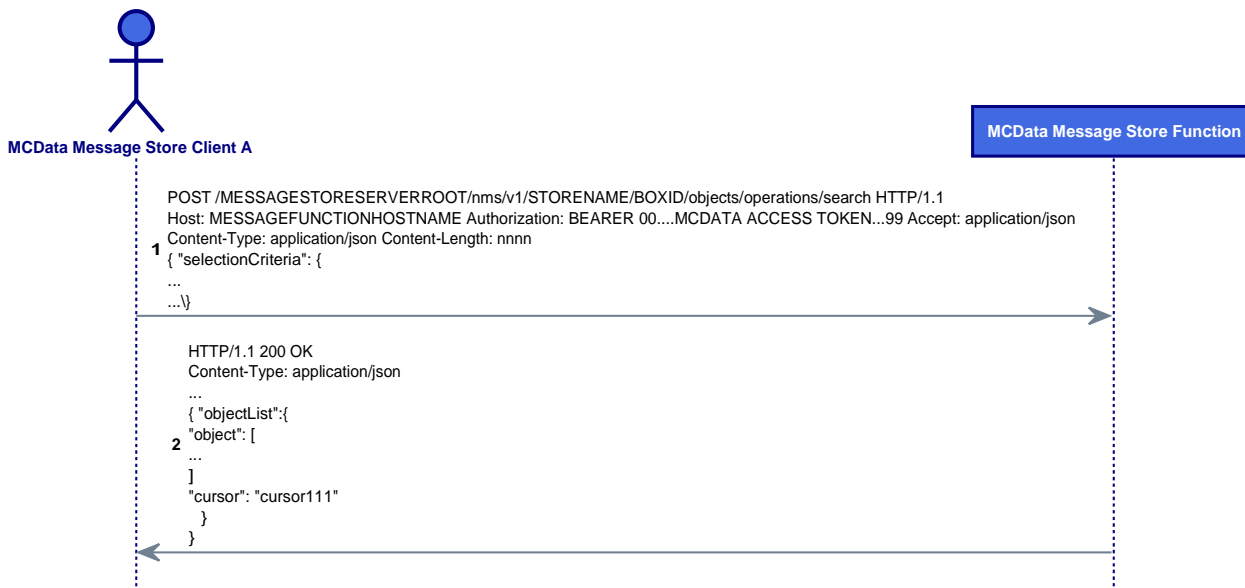 MCData Message Store Client A
MCData Message Store Function
POST /MESSAGESTORESERVERROOT/nms/v1/STORENAME/BOXID/objects/operations/search HTTP/1.1
Host: MESSAGEFUNCTIONHOSTNAME Authorization: BEARER 00....MCDATA ACCESS TOKEN...99 Accept: application/json
Content-Type: application/json Content-Length: nnnn
1 { "selectionCriteria": {
...
...\}
HTTP/1.1 200 OK
Content-Type: application/json
...
{ "objectList":{
2 "object": [
...
]
"cursor": "cursor111"
}
}